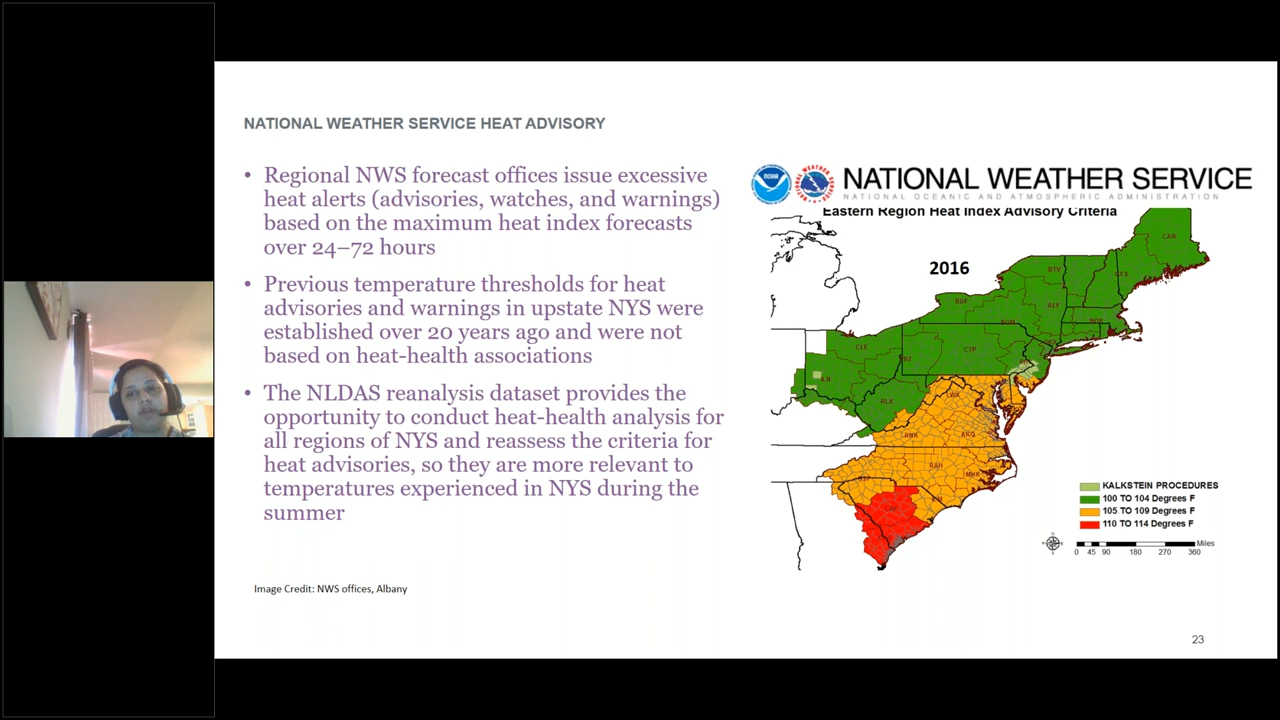 NATIONAL WEATHER SERVICE HEAT ADVISORY
• Regional NWS forecast offices issue excessive
heat alerts (advisories, watches, and warnings)
based on the maximum heat index forecasts
over 24–72 hours
• Previous temperature thresholds for heat
advisories and warnings in upstate NYS were
established over 20 years ago and were not
based on heat-health associations
• The NLDAS reanalysis dataset provides the
opportunity to conduct heat-health analysis for
all regions of NYS and reassess the criteria for
heat advisories, so they are more relevant to
temperatures experienced in NYS during the
summer
Image Credit: NWS offices, Albany
NATIONAL WEATHER SERVICE
NATIONAL OCEANIC AND ATMOSPHERIC ADMINISTRATION
Eastern Region Heat Index Advisory Criteria
2016
CAR
BTV
GYX
BUF
ALY
CLE
CTP
RLX
LWX
RNK
AKQ
RAH
MHX
KALKSTEIN PROCEDURES
100 TO 104 Degrees F
105 TO 109 Degrees F
110 TO 114 Degrees F
Miles
0 45 90 180 270 360
23